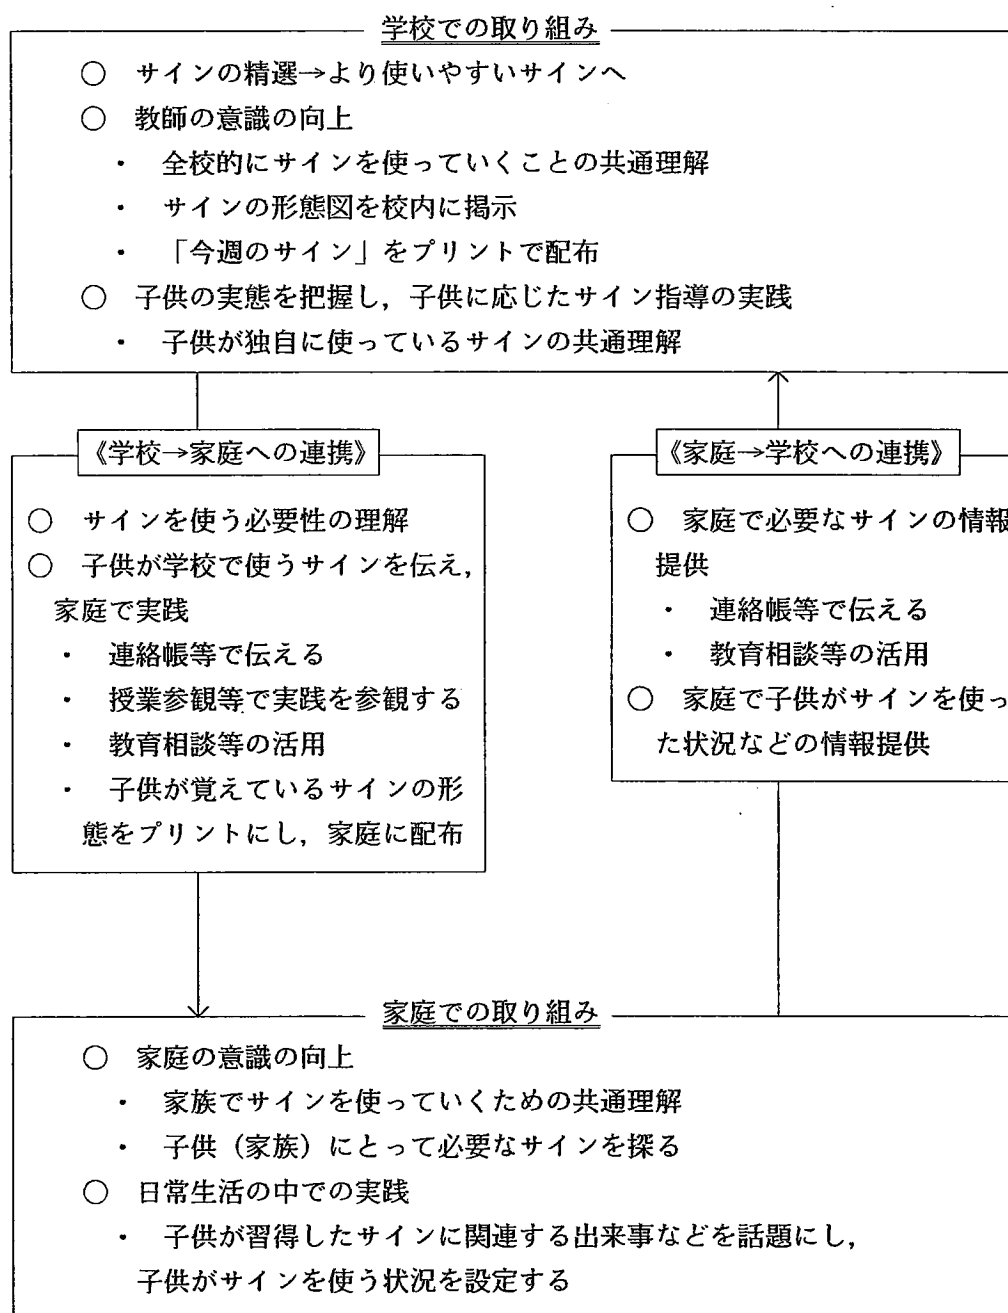 学校での取り組み
○ サインの精選→より使いやすいサインへ
○ 教師の意識の向上
・ 全校的にサインを使っていくことの共通理解
・ サインの形態図を校内に掲示
・ 「今週のサイン」をプリントで配布
○ 子供の実態を把握し,子供に応じたサイン指導の実践
・ 子供が独自に使っているサインの共通理解
《学校→家庭への連携》
○ サインを使う必要性の理解
○ 子供が学校で使うサインを伝え,
家庭で実践
・ 連絡帳等で伝える
・ 授業参観等で実践を参観する
・ 教育相談等の活用
・ 子供が覚えているサインの形
態をプリントにし,家庭に配布
《家庭→学校への連携》
○ 家庭で必要なサインの情報
提供
・ 連絡帳等で伝える
・ 教育相談等の活用
○ 家庭で子供がサインを使っ
た状況などの情報提供
家庭での取り組み
○ 家庭の意識の向上
・ 家族でサインを使っていくための共通理解
・ 子供（家族）にとって必要なサインを探る
○ 日常生活の中での実践
・ 子供が習得したサインに関連する出来事などを話題にし,
子供がサインを使う状況を設定する